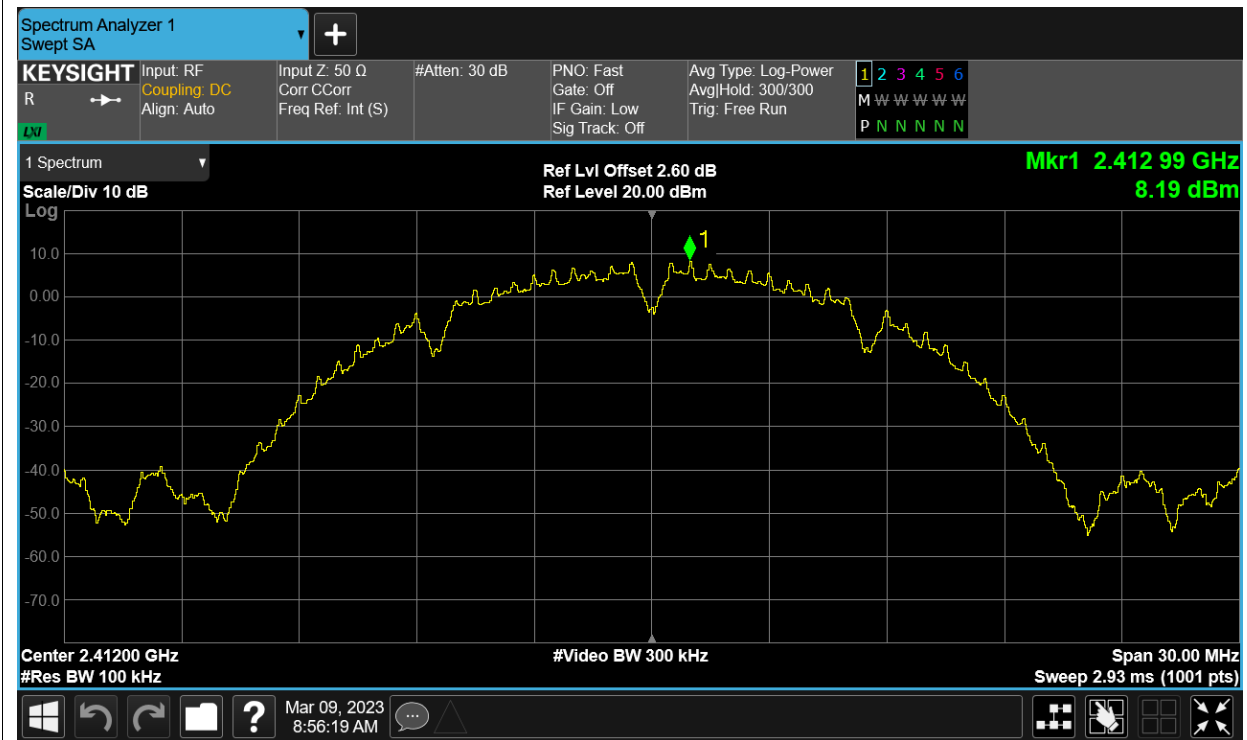 Spectrum Analyzer 1
Swept SA
KEYSIGHT
R
LXI
Input: RF
Coupling: DC
Align: Auto
Input Z: 50 Ω
Corr CCorr
Freq Ref: Int (S)
#Atten: 30 dB
PNO: Fast
Gate: Off
IF Gain: Low
Sig Track: Off
Avg Type: Log-Power
Avg|Hold: 300/300
Trig: Free Run
1 2 3 4 5 6
M W W W W W
P N N N N N
1 Spectrum
Scale/Div 10 dB
Log
Ref Lvl Offset 2.60 dB
Ref Level 20.00 dBm
Mkr1 2.412 99 GHz
8.19 dBm
1
10.0
0.00
-10.0
-20.0
-30.0
-40.0
-50.0
-60.0
-70.0
Center 2.41200 GHz
#Res BW 100 kHz
#Video BW 300 kHz
Span 30.00 MHz
Sweep 2.93 ms (1001 pts)
?
Mar 09, 2023
8:56:19 AM